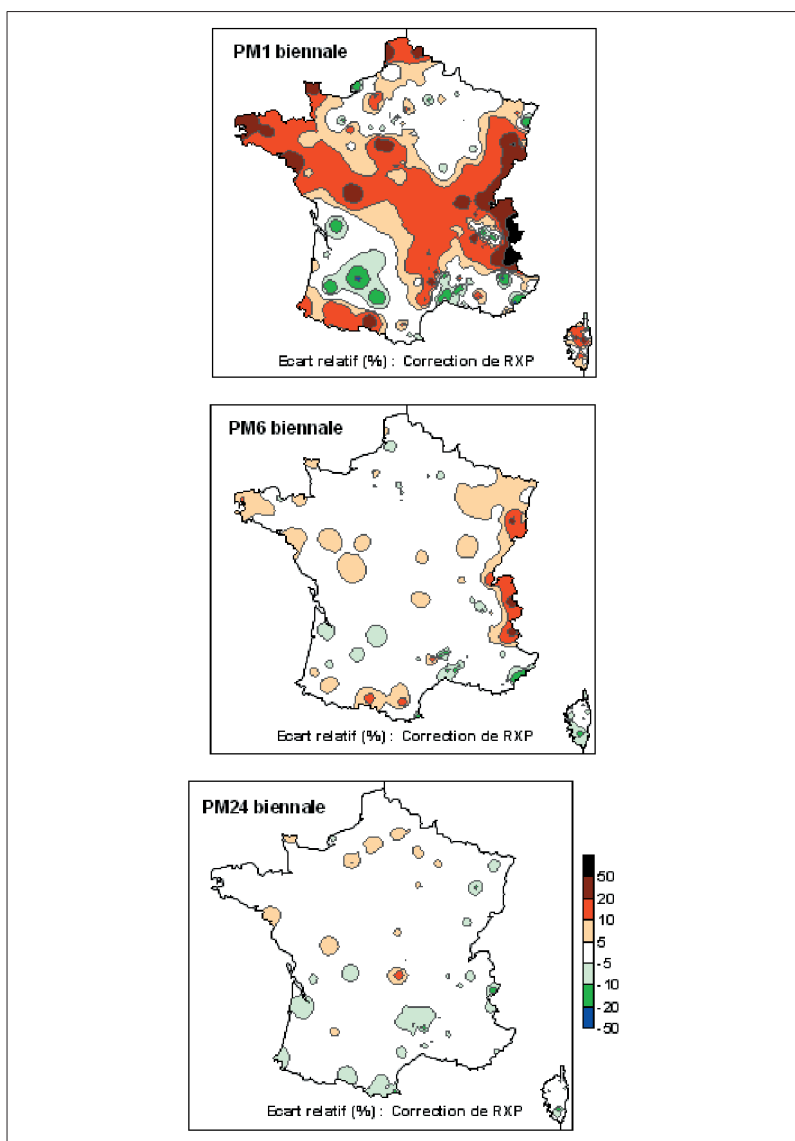 PM1 biennale
Ecart relatif (%) : Correction de RXP
PM6 biennale
Ecart relatif (%) : Correction de RXP
PM24 biennale
50
20
10
5
-5
-10
-20
-50
Ecart relatif (%) : Correction de RXP